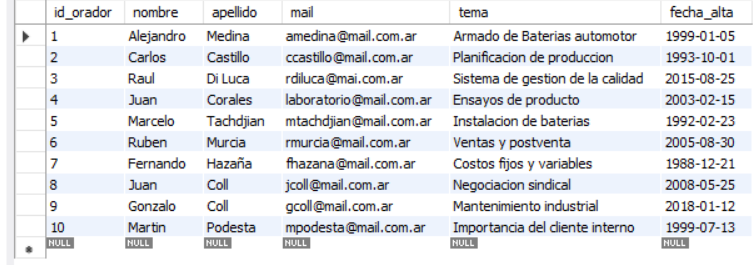 id_orador nombre apellido mail tema fecha_alta
1 Alejandro Medina amedina@mail.com.ar Armado de Baterias automotor 1999-01-05
2 Carlos Castillo ccastillo@mail.com.ar Planificacion de produccion 1993-10-01
3 Raul Di Luca rdiluca@mai.com.ar Sistema de gestion de la calidad 2015-08-25
4 Juan Corales laboratorio@mail.com.ar Ensayos de producto 2003-02-15
5 Marcelo Tachdjian mtachdjian@mail.com.ar Instalacion de baterias 1992-02-23
6 Ruben Murcia rmurcia@mail.com.ar Ventas y postventa 2005-08-30
7 Fernando Hazaña fhazana@mail.com.ar Costos fijos y variables 1988-12-21
8 Juan Coll jcoll@mail.com.ar Negociacion sindical 2008-05-25
9 Gonzalo Coll gcoll@mail.com.ar Mantenimiento industrial 2018-01-12
10 Martin Podesta mpodesta@mail.com.ar Importancia del cliente interno 1999-07-13
NULL NULL NULL NULL NULL NULL